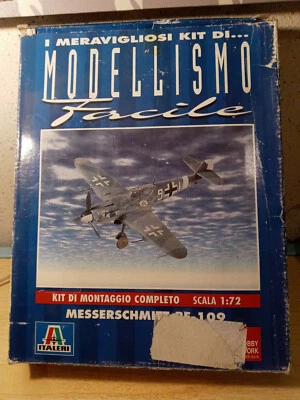 I MERAVIGLIOSI KIT DI...
MODELLISMO
Facile
KIT DI MONTAGGIO COMPLETO SCALA 1:72
MESSERSCHMITT BF-109
ITALERI